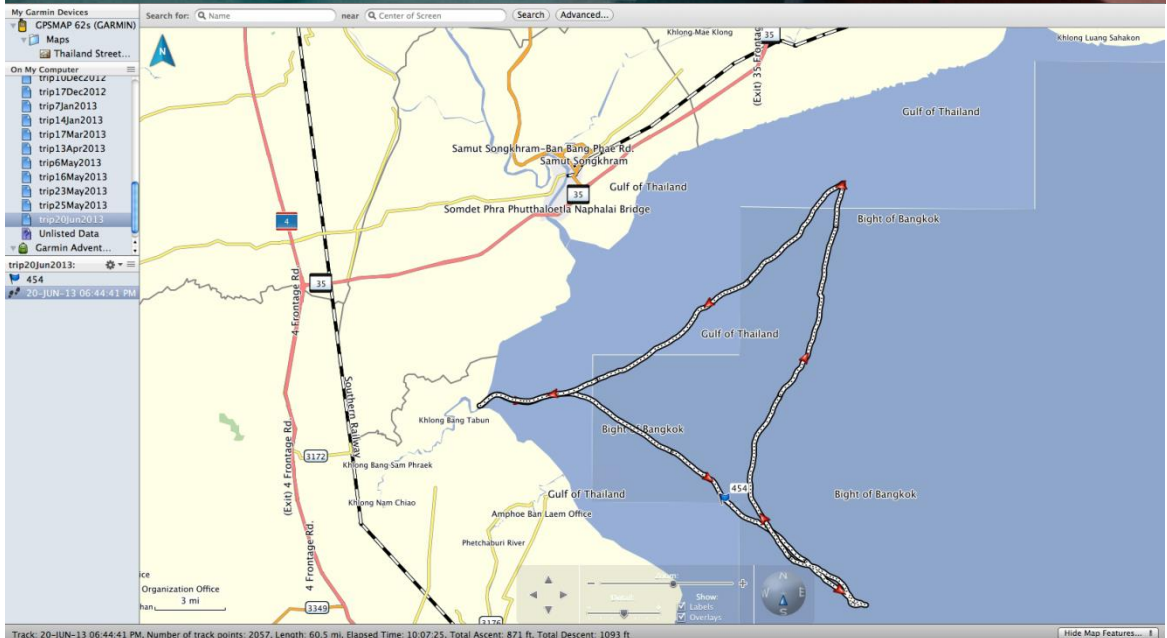 My Garmin Devices
GPSMAP 62s (GARMIN)
Maps
Thailand Street...
On My Computer
trip10Dec2012
trip17Dec2012
trip7Jan2013
trip14Jan2013
trip17Mar2013
trip13Apr2013
trip6May2013
trip16May2013
trip23May2013
trip25May2013
trip20Jun2013
Unlisted Data
Garmin Advent...
trip20Jun2013:
454
20-JUN-13 06:44:41 PM
Search for: Name near Center of Screen Search Advanced...
N
Khlong Mae Klong
35
(Exit) 35 Frontage
Khlong Luang Sahakon
Gulf of Thailand
Samut Songkhram-Ban Bang Phae Rd.
Samut Songkhram
35
Gulf of Thailand
Somdet Phra Phutthaloetla Naphalai Bridge
Bight of Bangkok
4
35
4 Frontage Rd.
Gulf of Thailand
Southern Railway
Khlong Bang Tabun
Bight of Bangkok
(Exit) 4 Frontage Rd.
3172
Khlong Bang Sam Phraek
454
Khlong Nam Chiao
Gulf of Thailand
Bight of Bangkok
Amphoe Ban Laem Office
4 Frontage Rd.
Phetchaburi River
ice
Organization Office
3 mi
3349
3176
Show:
Labels
Overlays
N
W E
S
Track: 20-JUN-13 06:44:41 PM, Number of track points: 2057, Length: 60.5 mi, Elapsed Time: 10:07:25, Total Ascent: 871 ft, Total Descent: 1093 ft
Hide Map Features...